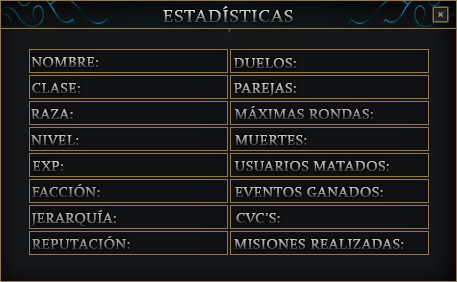 ESTADÍSTICAS
NOMBRE:
CLASE:
RAZA:
NIVEL:
EXP:
FACCIÓN:
JERARQUÍA:
REPUTACIÓN:
DUELOS:
PAREJAS:
MÁXIMAS RONDAS:
MUERTES:
USUARIOS MATADOS:
EVENTOS GANADOS:
CVC'S:
MISIONES REALIZADAS: